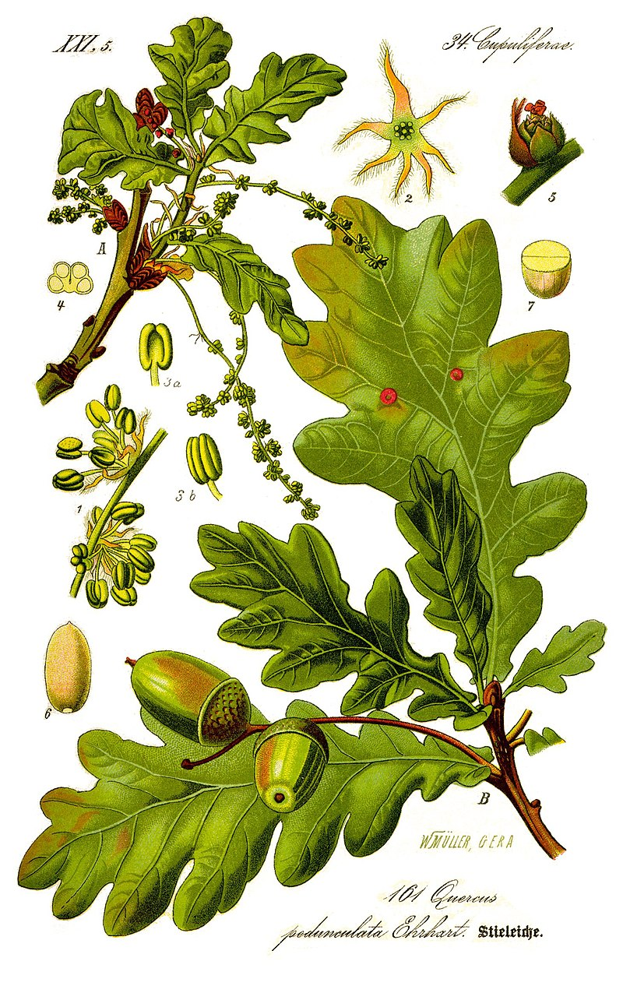 XXI. 5.
34. Cupuliferae.
2
5
A
7
4
3a
3b
1
6
B
W.MÜLLER, GERA
161 Quercus
pedunculata Ehrhart. Stieleiche.